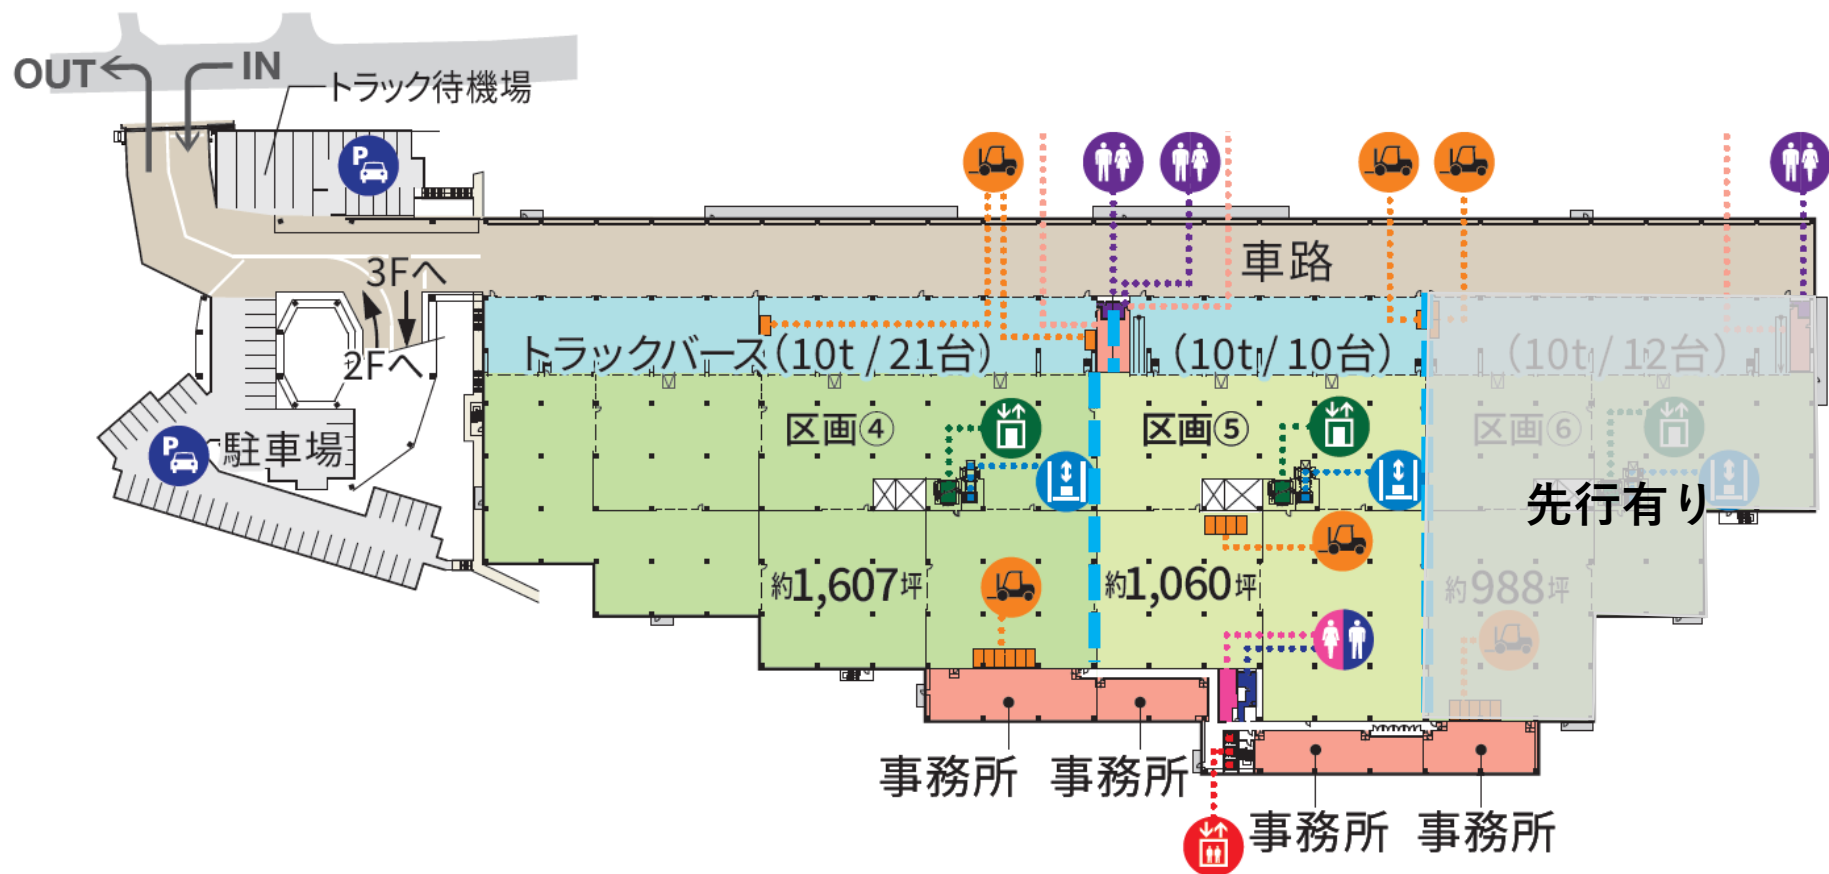 OUT
IN
トラック待機場
P
車路
3Fへ
2Fへ
トラックバース(10t / 21台)
(10t / 10台)
(10t / 12台)
区画④
区画⑤
区画⑥
P
駐車場
先行有り
約1,607坪
約1,060坪
約988坪
事務所
事務所
事務所
事務所